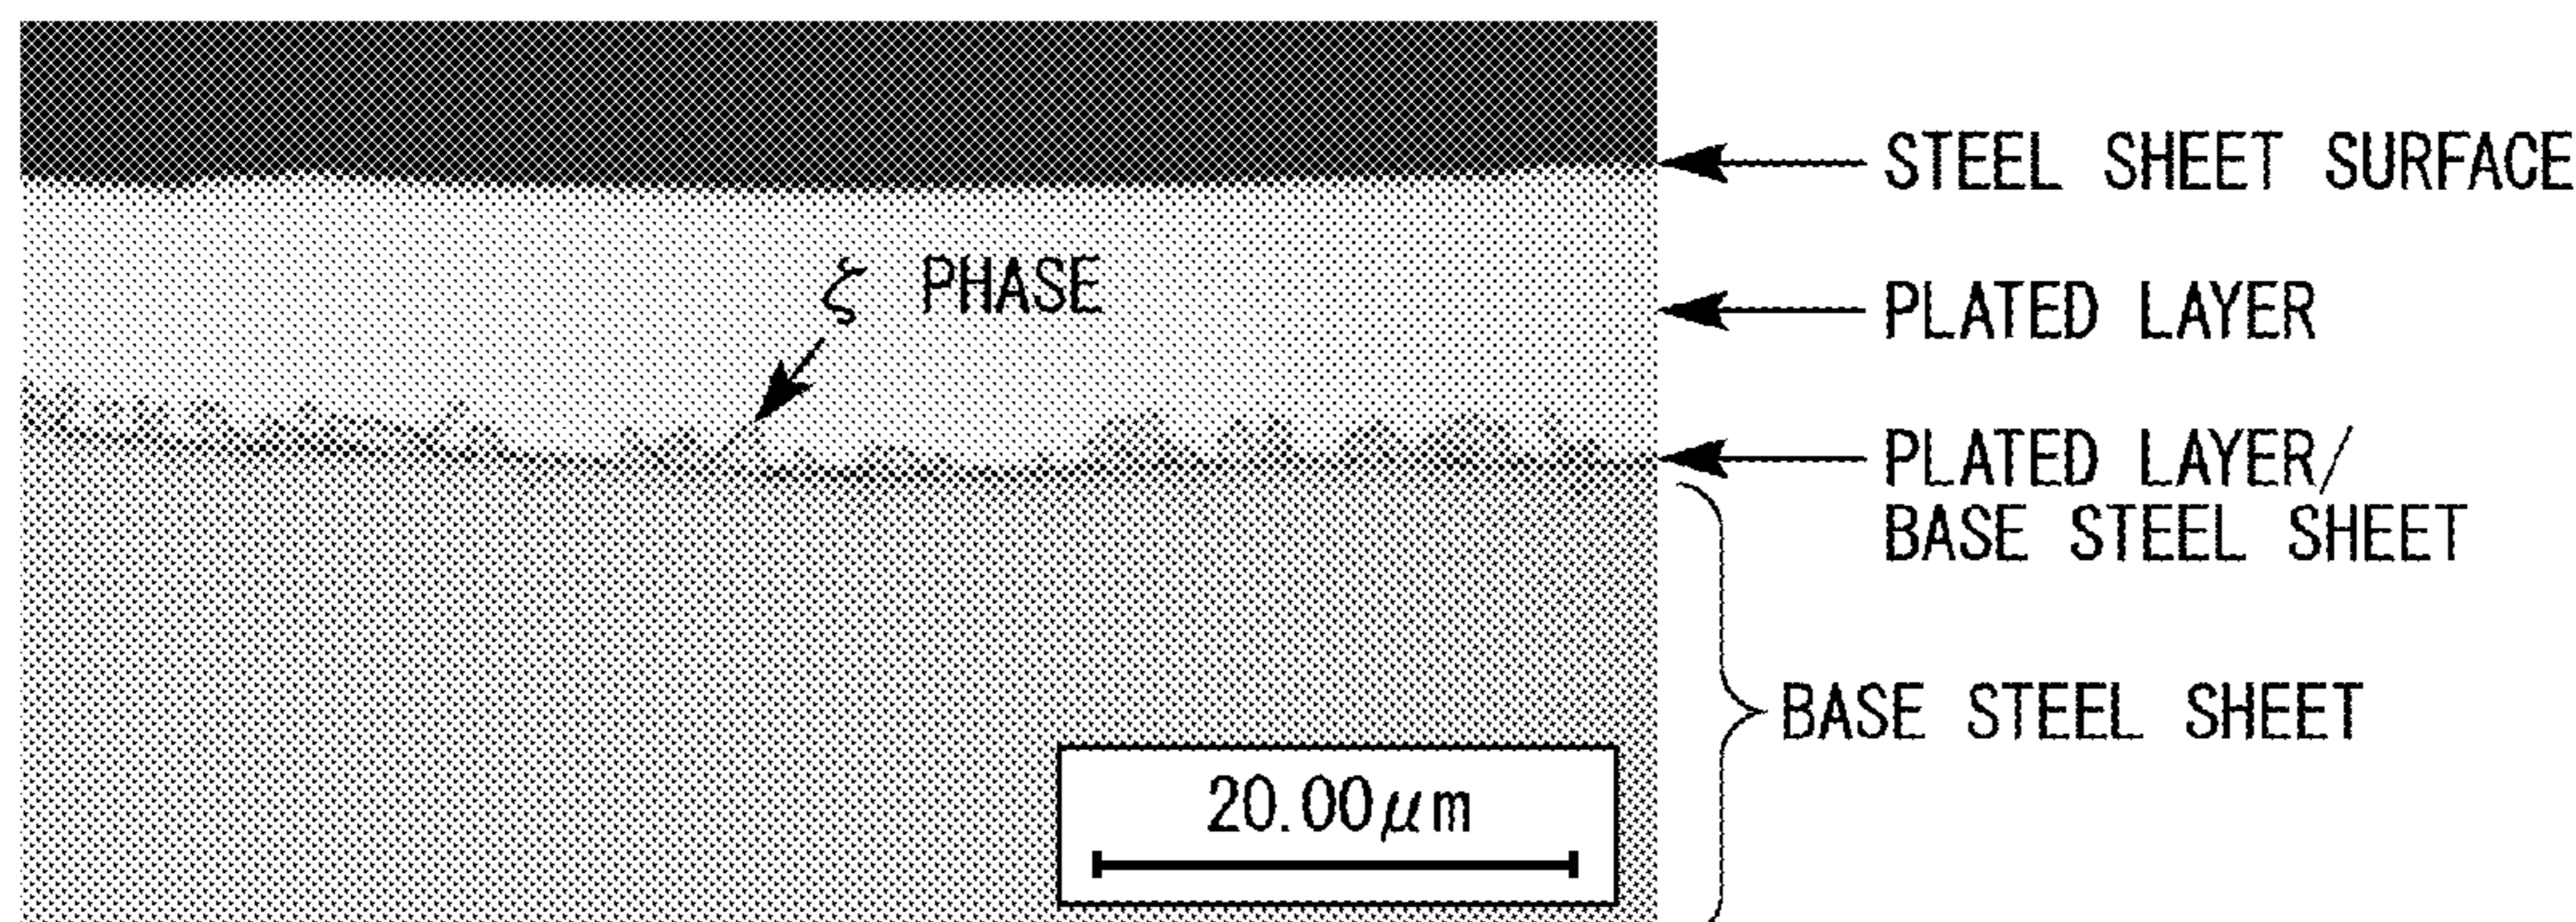 STEEL SHEET SURFACE
ζ PHASE
PLATED LAYER
PLATED LAYER/
BASE STEEL SHEET
BASE STEEL SHEET
20.00μm